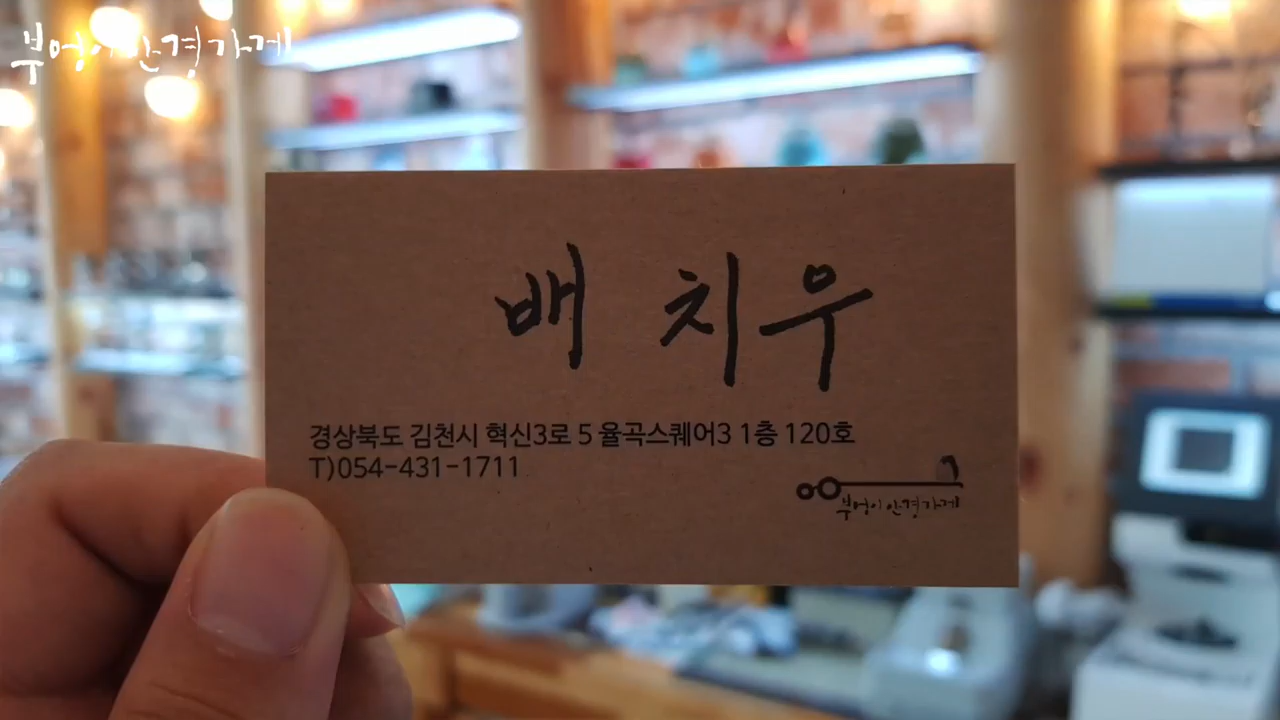 부엉이안경가게
배 치우
경상북도 김천시 혁신3로 5 율곡스퀘어3 1층 120호
T)054-431-1711
부엉이안경가게